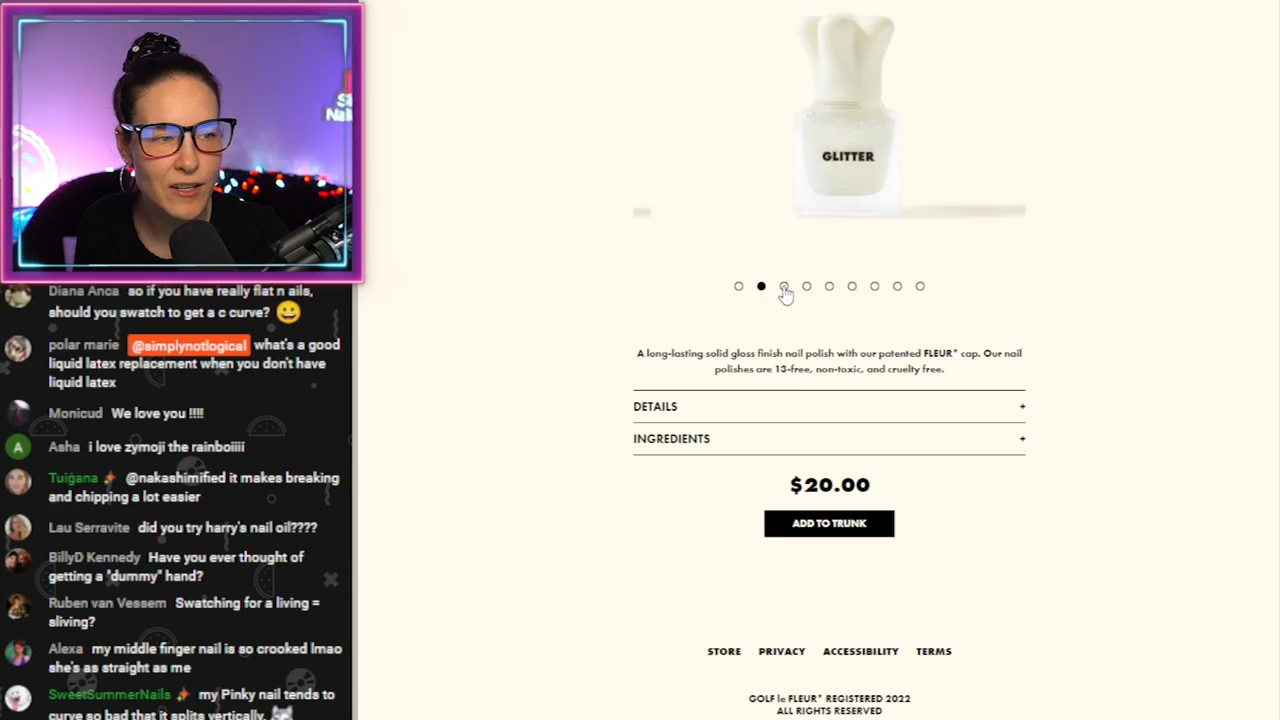 Diana Anca so if you have really flat n ails,
should you swatch to get a c curve?
polar marie @simplynotlogical what's a good
liquid latex replacement when you don't have
liquid latex
Monicud We love you !!!!
Asha i love zymoji the rainboiiii
Tuiğana @nakashimified it makes breaking
and chipping a lot easier
Lau Serravite did you try harry's nail oil????
BillyD Kennedy Have you ever thought of
getting a "dummy" hand?
Ruben van Vessem Swatching for a living =
sliving?
Alexa my middle finger nail is so crooked lmao
she's as straight as me
SweetSummerNails my Pinky nail tends to
curve so bad that it splits vertically.
GLITTER
A long-lasting solid gloss finish nail polish with our patented FLEUR* cap. Our nail
polishes are 13-free, non-toxic, and cruelty free.
DETAILS +
INGREDIENTS +
$20.00
ADD TO TRUNK
STORE PRIVACY ACCESSIBILITY TERMS
GOLF le FLEUR* REGISTERED 2022
ALL RIGHTS RESERVED